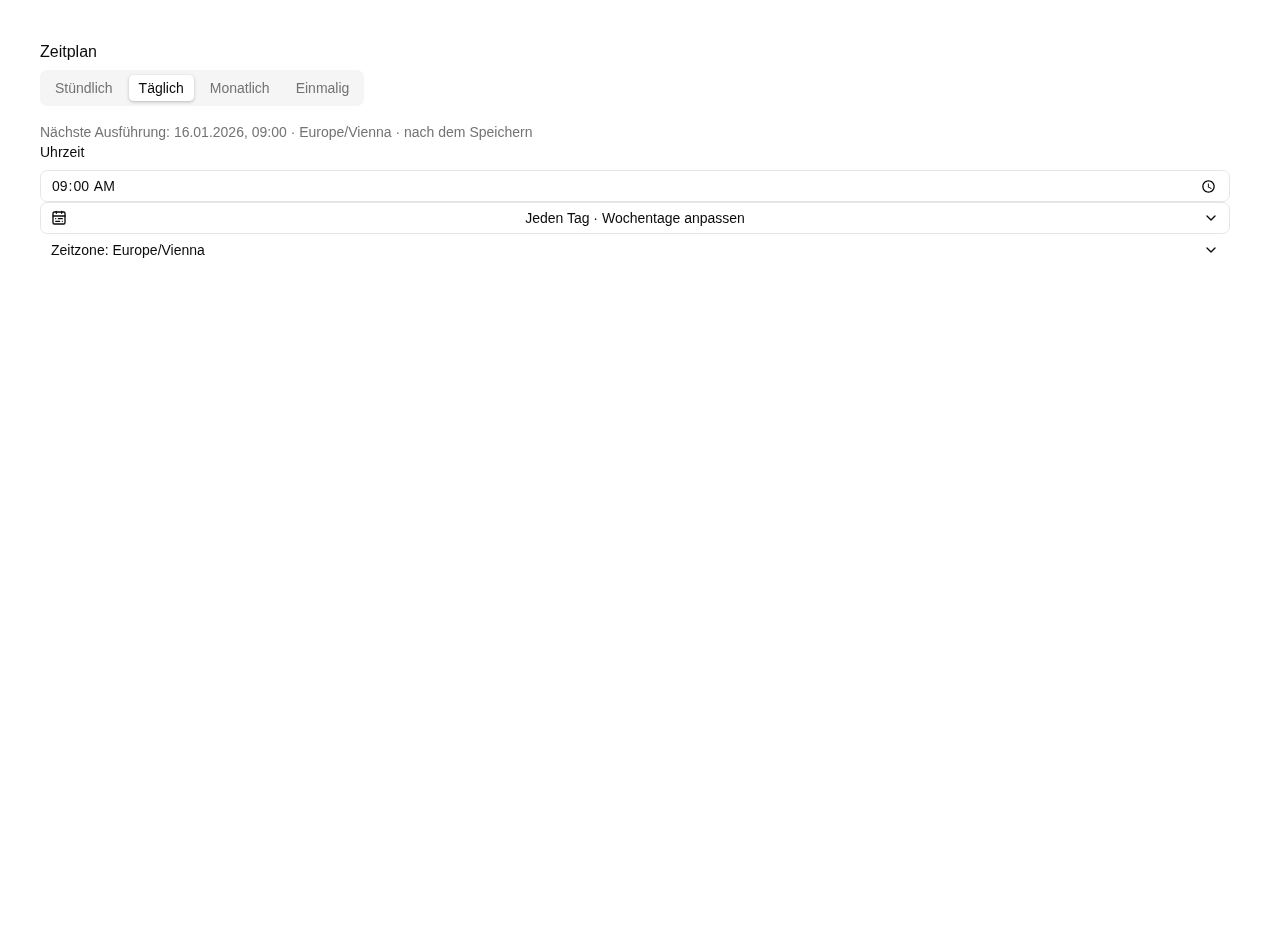 Zeitplan
Stündlich Täglich Monatlich Einmalig
Nächste Ausführung: 16.01.2026, 09:00 · Europe/Vienna · nach dem Speichern
Uhrzeit
09:00 AM
Jeden Tag · Wochentage anpassen
Zeitzone: Europe/Vienna